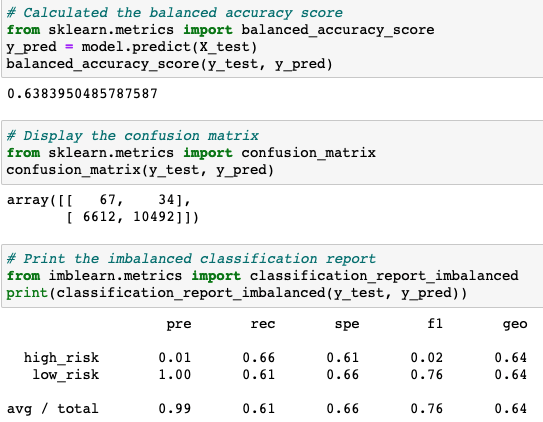 # Calculated the balanced accuracy score
from sklearn.metrics import balanced_accuracy_score
y_pred = model.predict(X_test)
balanced_accuracy_score(y_test, y_pred)
0.6383950485787587
# Display the confusion matrix
from sklearn.metrics import confusion_matrix
confusion_matrix(y_test, y_pred)
array([[   67,    34],
       [ 6612, 10492]])
# Print the imbalanced classification report
from imblearn.metrics import classification_report_imbalanced
print(classification_report_imbalanced(y_test, y_pred))
                   pre       rec       spe        f1       geo
  high_risk       0.01      0.66      0.61      0.02      0.64
   low_risk       1.00      0.61      0.66      0.76      0.64
avg / total       0.99      0.61      0.66      0.76      0.64